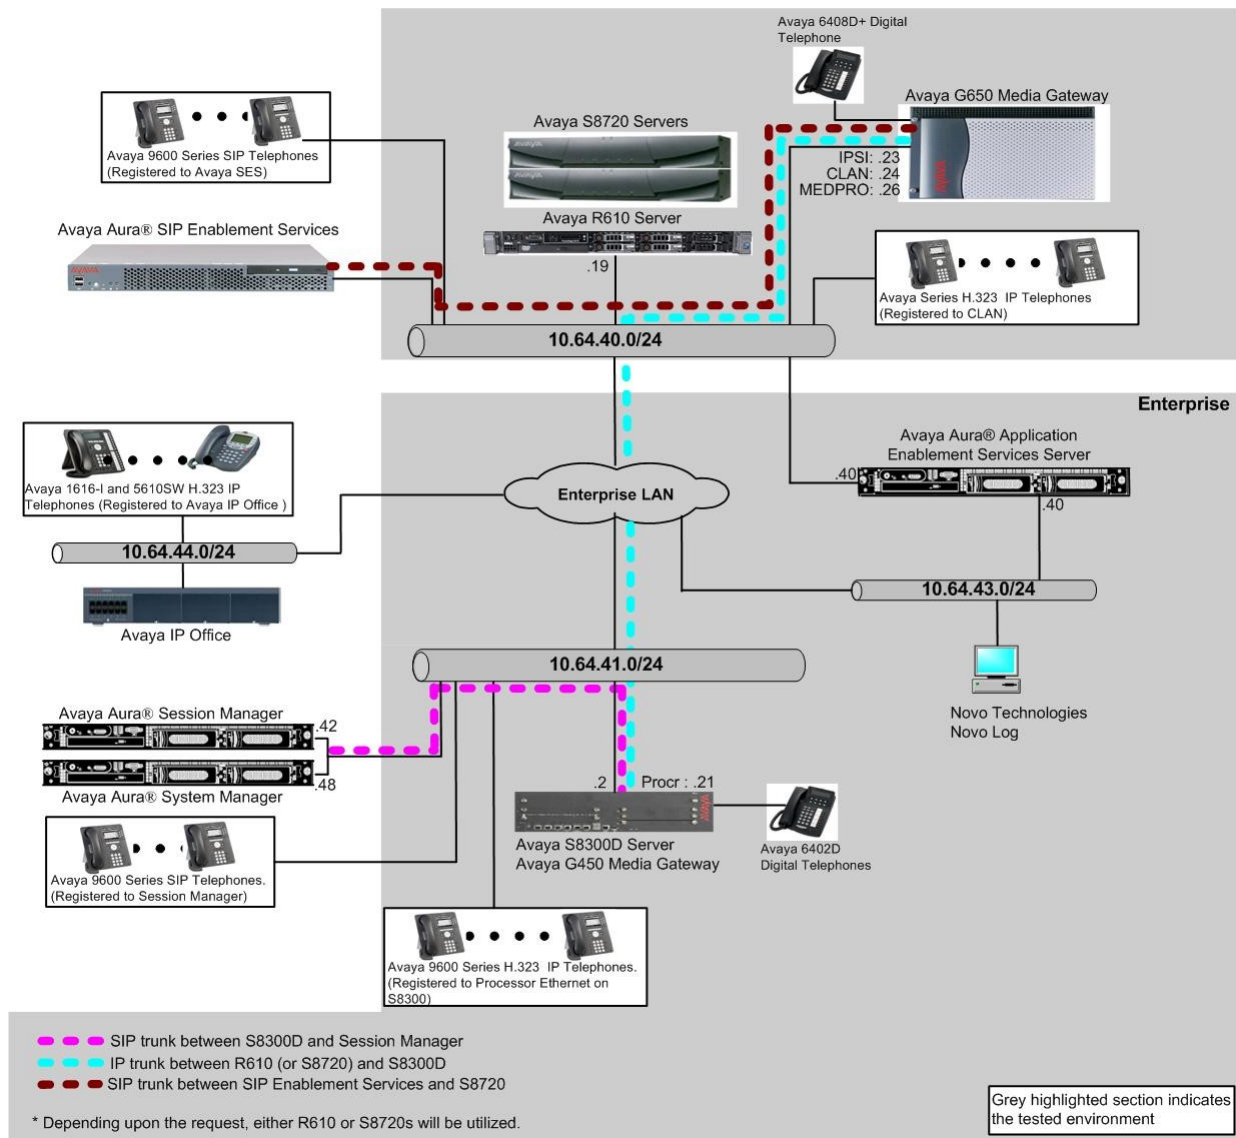 Avaya 6408D+ Digital
Telephone
Avaya G650 Media Gateway
Avaya S8720 Servers
IPSI: .23
CLAN: .24
MEDPRO: .26
AVAYA
Avaya 9600 Series SIP Telephones
(Registered to Avaya SES)
Avaya R610 Server
.19
Avaya Aura® SIP Enablement Services
AVAYA
Avaya Series H.323 IP Telephones
(Registered to CLAN)
10.64.40.0/24
Enterprise
Avaya Aura® Application
Enablement Services Server
.40
.40
Avaya 1616-I and 5610SW H.323 IP
Telephones (Registered to Avaya IP Office )
Enterprise LAN
10.64.44.0/24
10.64.43.0/24
Avaya IP Office
10.64.41.0/24
Novo Technologies
Novo Log
Avaya Aura® Session Manager
.42
.48
Avaya Aura® System Manager
.2
Procr : .21
AVAYA
Avaya S8300D Server
Avaya G450 Media Gateway
Avaya 6402D
Digital Telephones
Avaya 9600 Series SIP Telephones.
(Registered to Session Manager)
Avaya 9600 Series H.323 IP Telephones.
(Registered to Processor Ethernet on
S8300)
SIP trunk between S8300D and Session Manager
IP trunk between R610 (or S8720) and S8300D
SIP trunk between SIP Enablement Services and S8720
* Depending upon the request, either R610 or S8720s will be utilized.
Grey highlighted section indicates
the tested environment